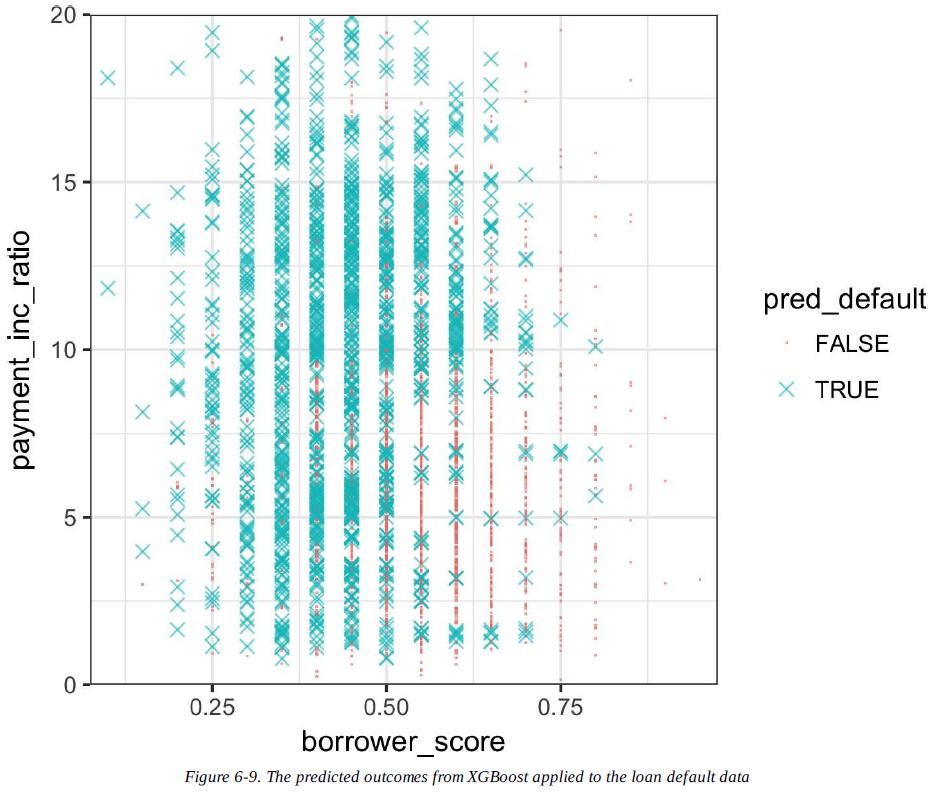 20
15
10
5
0
payment_inc_ratio
0.25 0.50 0.75
borrower_score
pred_default
FALSE
TRUE
Figure 6-9. The predicted outcomes from XGBoost applied to the loan default data